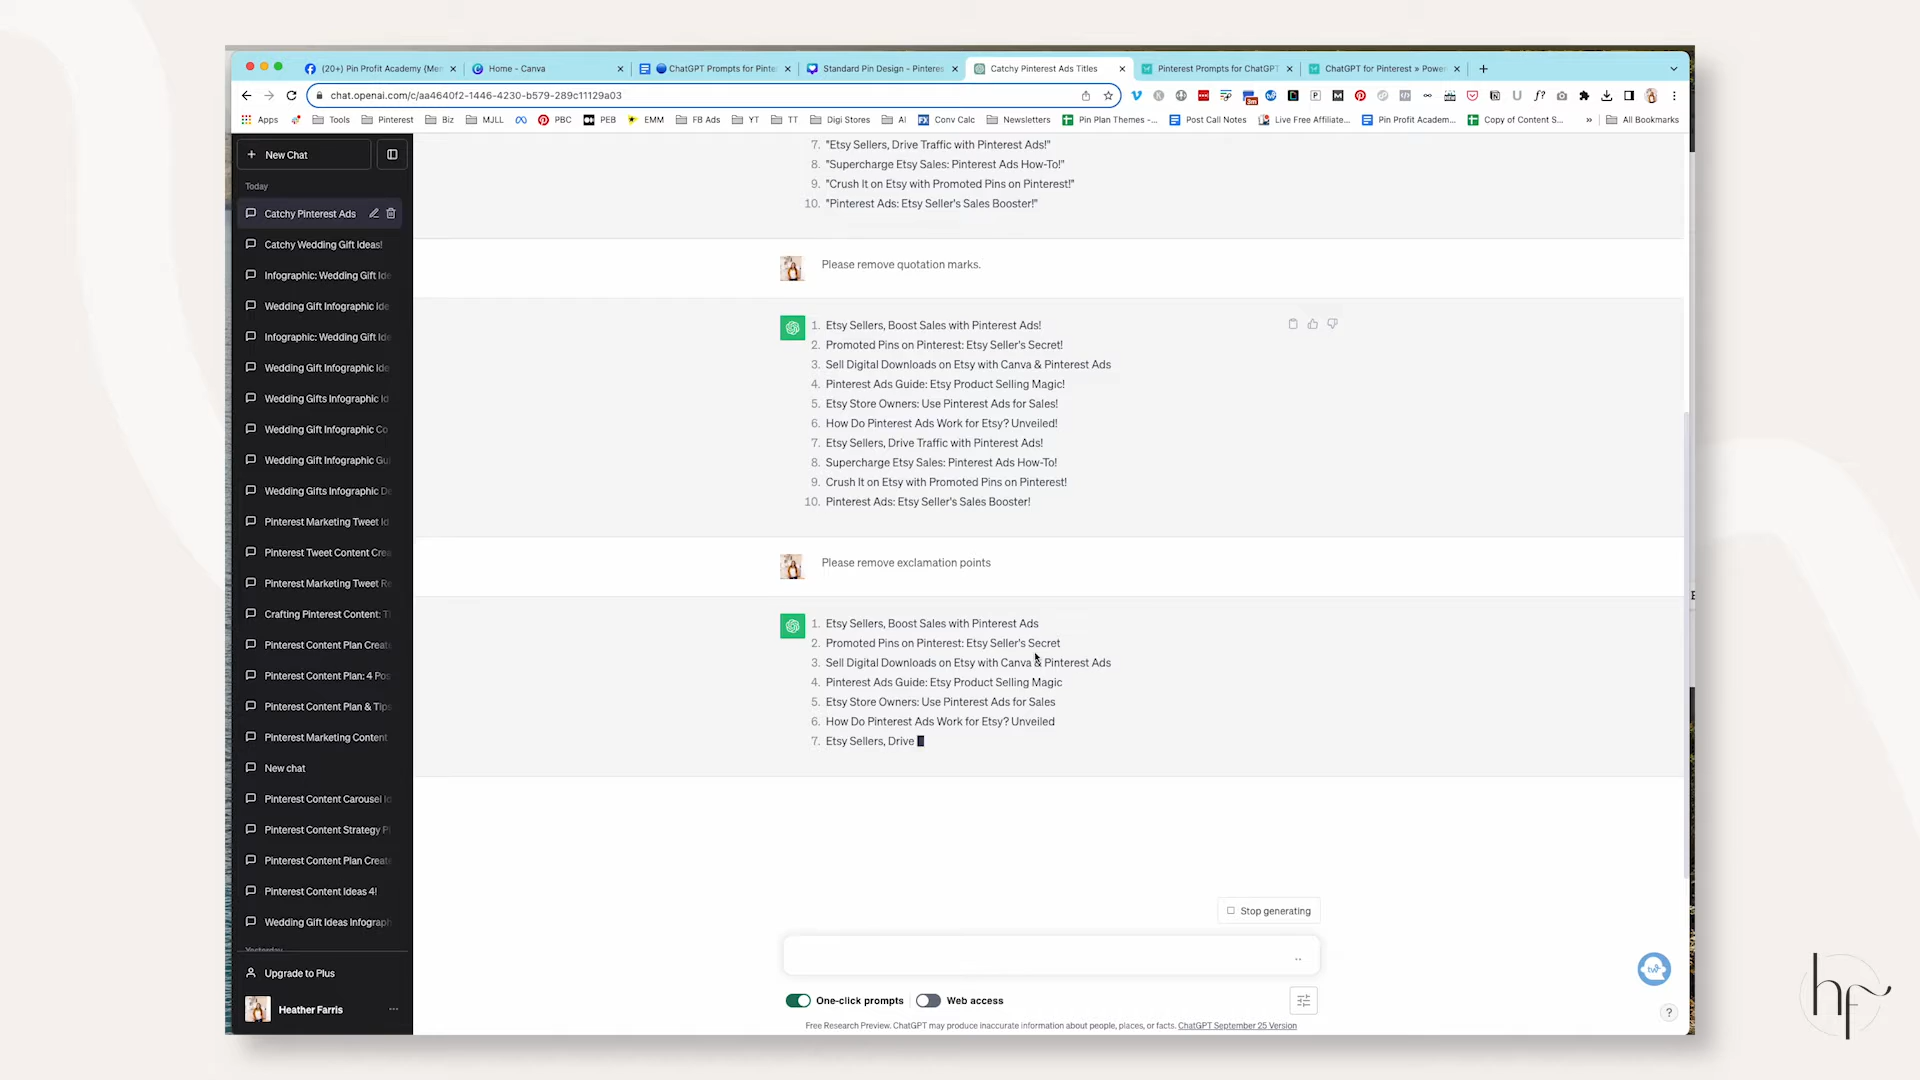 (20+) Pin Profit Academy {Mem
Home - Canva
ChatGPT Prompts for Pinte
Standard Pin Design - Pinteres
Catchy Pinterest Ads Titles
Pinterest Prompts for ChatGPT
ChatGPT for Pinterest » Power
chat.openai.com/c/aa4640f2-1446-4230-b579-289c11129a03
Apps
Tools
Pinterest
Biz
MJLL
PBC
PEB
EMM
FB Ads
YT
TT
Digi Stores
AI
Conv Calc
Newsletters
Pin Plan Themes -...
Post Call Notes
Live Free Affiliate...
Pin Profit Academ...
Copy of Content S...
»
All Bookmarks
New Chat
Today
Catchy Pinterest Ads
Catchy Wedding Gift Ideas!
Infographic: Wedding Gift Ide
Wedding Gift Infographic Ide
Infographic: Wedding Gift Ide
Wedding Gift Infographic Ide
Wedding Gifts Infographic Id
Wedding Gift Infographic Co
Wedding Gift Infographic Gui
Wedding Gifts Infographic De
Pinterest Marketing Tweet Id
Pinterest Tweet Content Crea
Pinterest Marketing Tweet Re
Crafting Pinterest Content: Ti
Pinterest Content Plan Create
Pinterest Content Plan: 4 Pos
Pinterest Content Plan & Tips
Pinterest Marketing Content
New chat
Pinterest Content Carousel Id
Pinterest Content Strategy Pl
Pinterest Content Plan Create
Pinterest Content Ideas 4!
Wedding Gift Ideas Infograph
Yesterday
Upgrade to Plus
Heather Farris
7. "Etsy Sellers, Drive Traffic with Pinterest Ads!"
8. "Supercharge Etsy Sales: Pinterest Ads How-To!"
9. "Crush It on Etsy with Promoted Pins on Pinterest!"
10. "Pinterest Ads: Etsy Seller's Sales Booster!"
Please remove quotation marks.
1. Etsy Sellers, Boost Sales with Pinterest Ads!
2. Promoted Pins on Pinterest: Etsy Seller's Secret!
3. Sell Digital Downloads on Etsy with Canva & Pinterest Ads
4. Pinterest Ads Guide: Etsy Product Selling Magic!
5. Etsy Store Owners: Use Pinterest Ads for Sales!
6. How Do Pinterest Ads Work for Etsy? Unveiled!
7. Etsy Sellers, Drive Traffic with Pinterest Ads!
8. Supercharge Etsy Sales: Pinterest Ads How-To!
9. Crush It on Etsy with Promoted Pins on Pinterest!
10. Pinterest Ads: Etsy Seller's Sales Booster!
Please remove exclamation points
1. Etsy Sellers, Boost Sales with Pinterest Ads
2. Promoted Pins on Pinterest: Etsy Seller's Secret
3. Sell Digital Downloads on Etsy with Canva & Pinterest Ads
4. Pinterest Ads Guide: Etsy Product Selling Magic
5. Etsy Store Owners: Use Pinterest Ads for Sales
6. How Do Pinterest Ads Work for Etsy? Unveiled
7. Etsy Sellers, Drive
Stop generating
One-click prompts
Web access
Free Research Preview. ChatGPT may produce inaccurate information about people, places, or facts. ChatGPT September 25 Version
?
hf